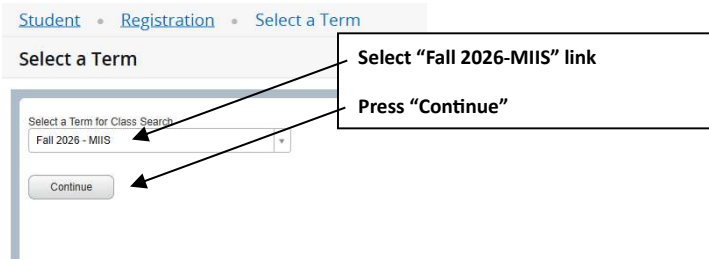 Student • Registration • Select a Term
Select a Term
Select “Fall 2026-MIIS” link
Press “Continue”
Select a Term for Class Search
Fall 2026 - MIIS
Continue